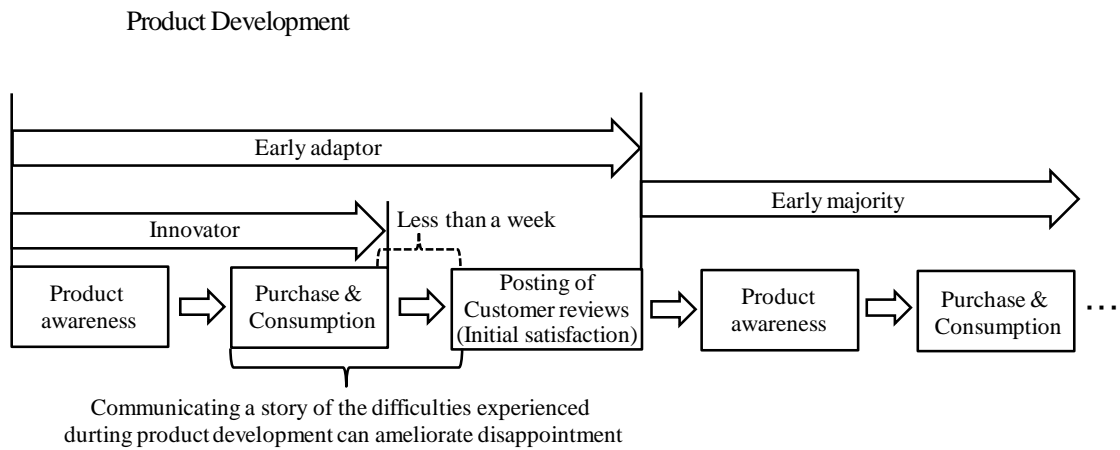 Product Development
Early adaptor
Early majority
Less than a week
Innovator
Product
awareness
Purchase &
Consumption
Posting of
Customer reviews
(Initial satisfaction)
Product
awareness
Purchase &
Consumption
...
Communicating a story of the difficulties experienced
durting product development can ameliorate disappointment